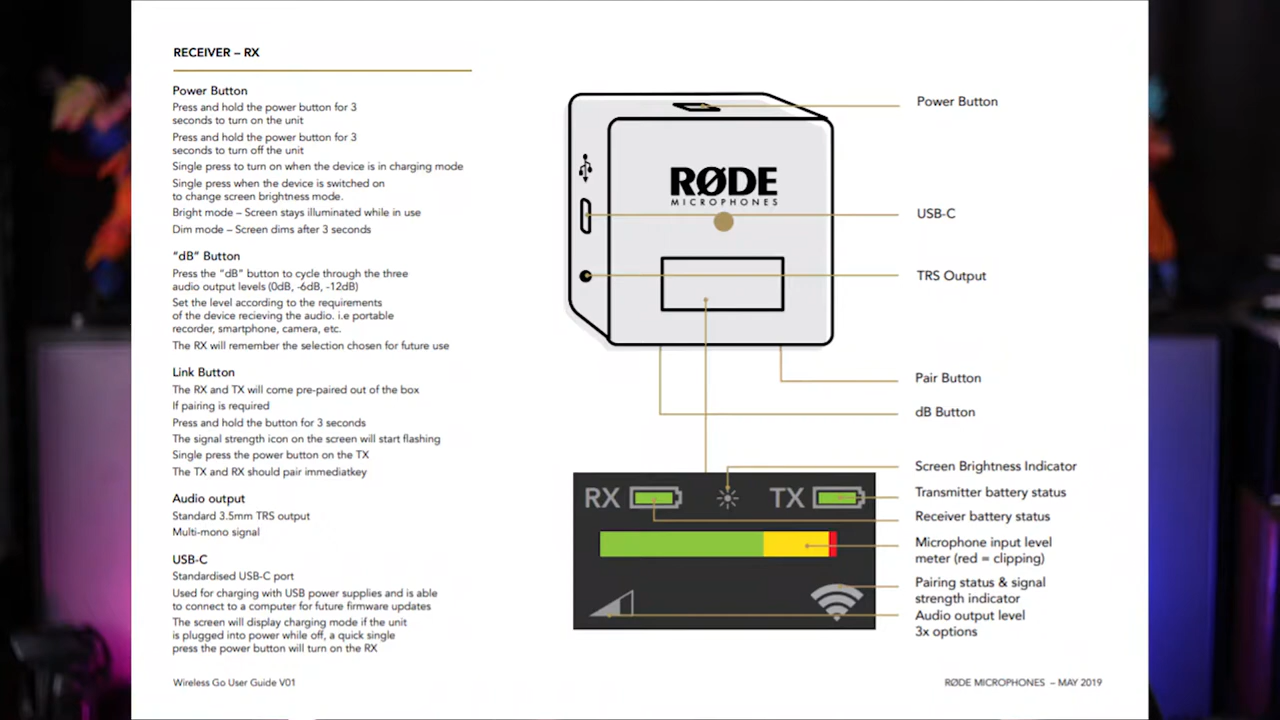 RECEIVER – RX
Power Button
Press and hold the power button for 3
seconds to turn on the unit
Press and hold the power button for 3
seconds to turn off the unit
Single press to turn on when the device is in charging mode
Single press when the device is switched on
to change screen brightness mode.
Bright mode – Screen stays illuminated while in use
Dim mode – Screen dims after 3 seconds
“dB” Button
Press the “dB” button to cycle through the three
audio output levels (0dB, -6dB, -12dB)
Set the level according to the requirements
of the device recieving the audio. i.e portable
recorder, smartphone, camera, etc.
The RX will remember the selection chosen for future use
Link Button
The RX and TX will come pre-paired out of the box
If pairing is required
Press and hold the button for 3 seconds
The signal strength icon on the screen will start flashing
Single press the power button on the TX
The TX and RX should pair immediatkey
Audio output
Standard 3.5mm TRS output
Multi-mono signal
USB-C
Standardised USB-C port
Used for charging with USB power supplies and is able
to connect to a computer for future firmware updates
The screen will display charging mode if the unit
is plugged into power while off, a quick single
press the power button will turn on the RX
RØDE
MICROPHONES
Power Button
USB-C
TRS Output
Pair Button
dB Button
RX
TX
Screen Brightness Indicator
Transmitter battery status
Receiver battery status
Microphone input level
meter (red = clipping)
Pairing status & signal
strength indicator
Audio output level
3x options
Wireless Go User Guide V01
RØDE MICROPHONES – MAY 2019